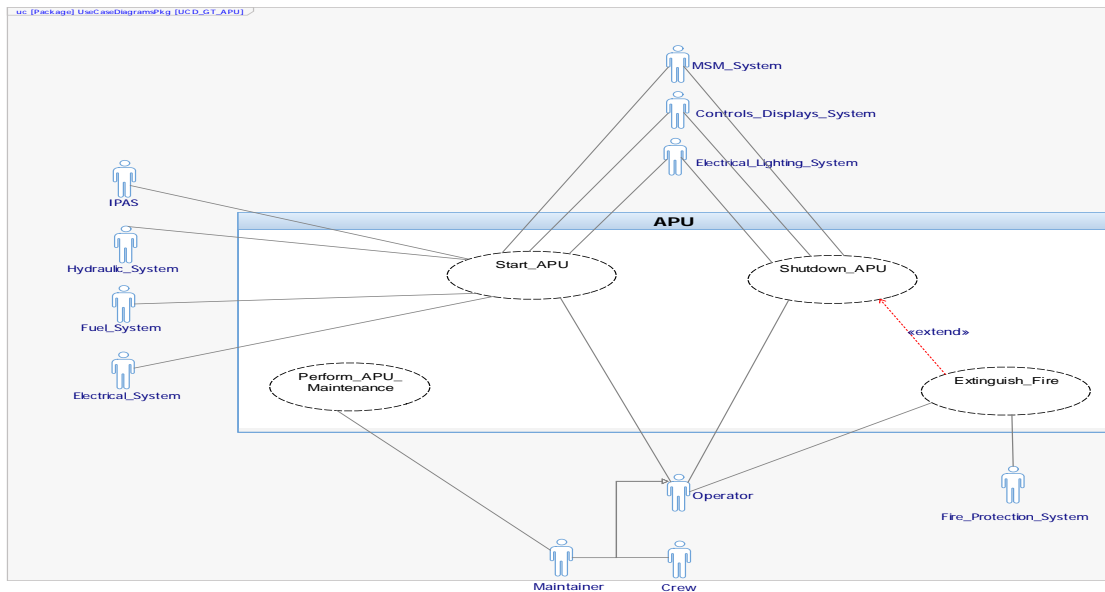 uc [Package] UseCaseDiagramsPkg [UCD_GT_APU]
MSM_System
Controls_Displays_System
Electrical_Lighting_System
IPAS
APU
Hydraulic_System
Start_APU
Shutdown_APU
Fuel_System
«extend»
Perform_APU_
Maintenance
Extinguish_Fire
Electrical_System
Operator
Fire_Protection_System
Maintainer
Crew